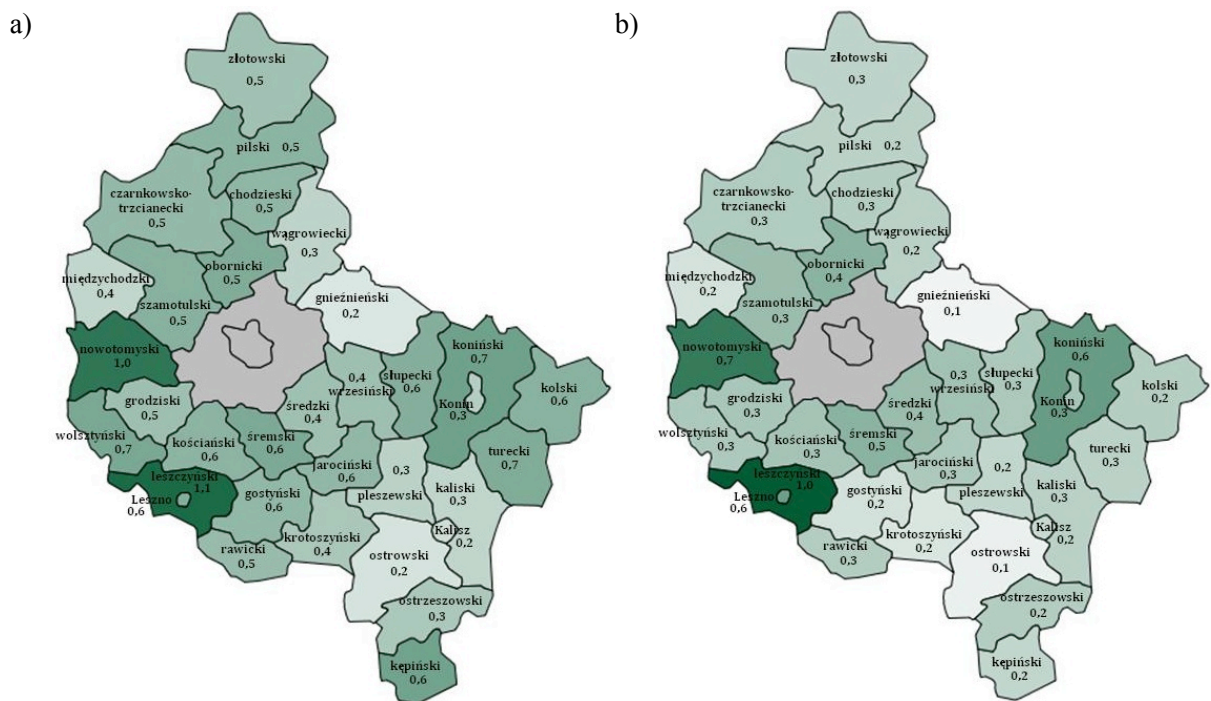 a)
złotowski
0,5
pilski 0,5
czarnkowsko-
trzcianecki
0,5
chodzieski
0,5
wągrowiecki
0,3
międzychodzki
0,4
obornicki
0,5
szamotulski
0,5
gnieźnieński
0,2
nowotomyski
1,0
koniński
0,7
słupecki
0,6
0,4
wrzesiński
kolski
0,6
Konin
0,3
grodziski
0,5
średzki
0,4
wolsztyński
0,7
kościański
0,6
śremski
0,6
turecki
0,7
jarociński
0,6
0,3
pleszewski
leszczyński
1,1
Leszno
0,6
gostyński
0,6
kaliski
0,3
Kalisz
0,2
krotoszyński
0,4
rawicki
0,5
ostrowski
0,2
ostrzeszowski
0,3
kępiński
0,6
b)
złotowski
0,3
pilski 0,2
czarnkowsko-
trzcianecki
0,3
chodzieski
0,3
wągrowiecki
0,2
międzychodzki
0,2
obornicki
0,4
szamotulski
0,3
gnieźnieński
0,1
nowotomyski
0,7
koniński
0,6
słupecki
0,3
0,3
wrzesiński
kolski
0,2
Konin
0,3
grodziski
0,3
średzki
0,4
wolsztyński
0,3
kościański
0,3
śremski
0,5
turecki
0,3
jarociński
0,3
0,2
pleszewski
leszczyński
1,0
Leszno
0,6
gostyński
0,2
kaliski
0,3
Kalisz
0,2
krotoszyński
0,2
rawicki
0,3
ostrowski
0,1
ostrzeszowski
0,2
kępiński
0,2